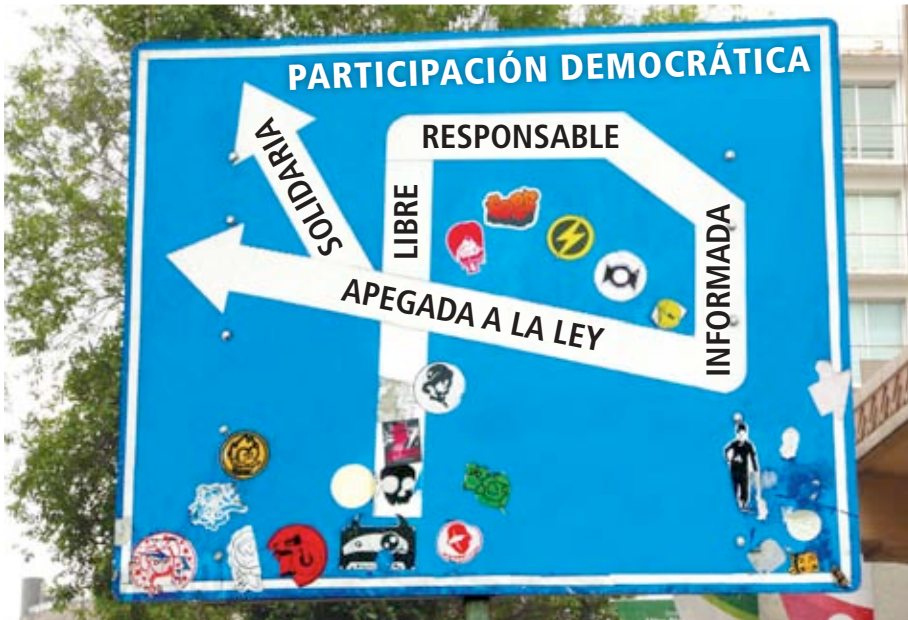 PARTICIPACIÓN DEMOCRÁTICA
LIBRE
RESPONSABLE
INFORMADA
APEGADA A LA LEY
SOLIDARIA